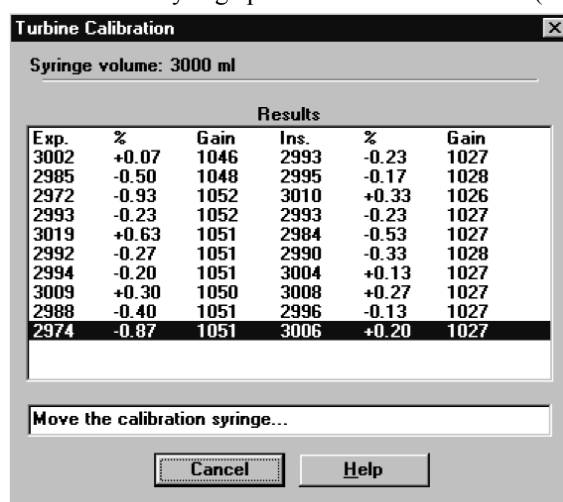 Turbine Calibration
Syringe volume: 3000 ml
Results
Exp. % Gain Ins. % Gain
3002 +0.07 1046 2993 -0.23 1027
2985 -0.50 1048 2995 -0.17 1028
2972 -0.93 1052 3010 +0.33 1026
2993 -0.23 1052 2993 -0.23 1027
3019 +0.63 1051 2984 -0.53 1027
2992 -0.27 1051 2990 -0.33 1028
2994 -0.20 1051 3004 +0.13 1027
3009 +0.30 1050 3008 +0.27 1027
2988 -0.40 1051 2996 -0.13 1027
2974 -0.87 1051 3006 +0.20 1027
Move the calibration syringe...
Cancel Help